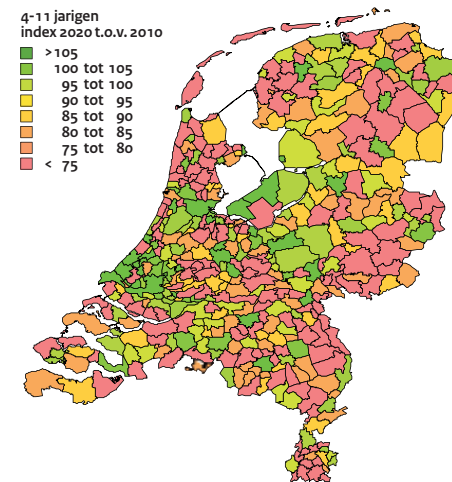 4-11 jarigen
index 2020 t.o.v. 2010
>105
100 tot 105
95 tot 100
90 tot 95
85 tot 90
80 tot 85
75 tot 80
< 75